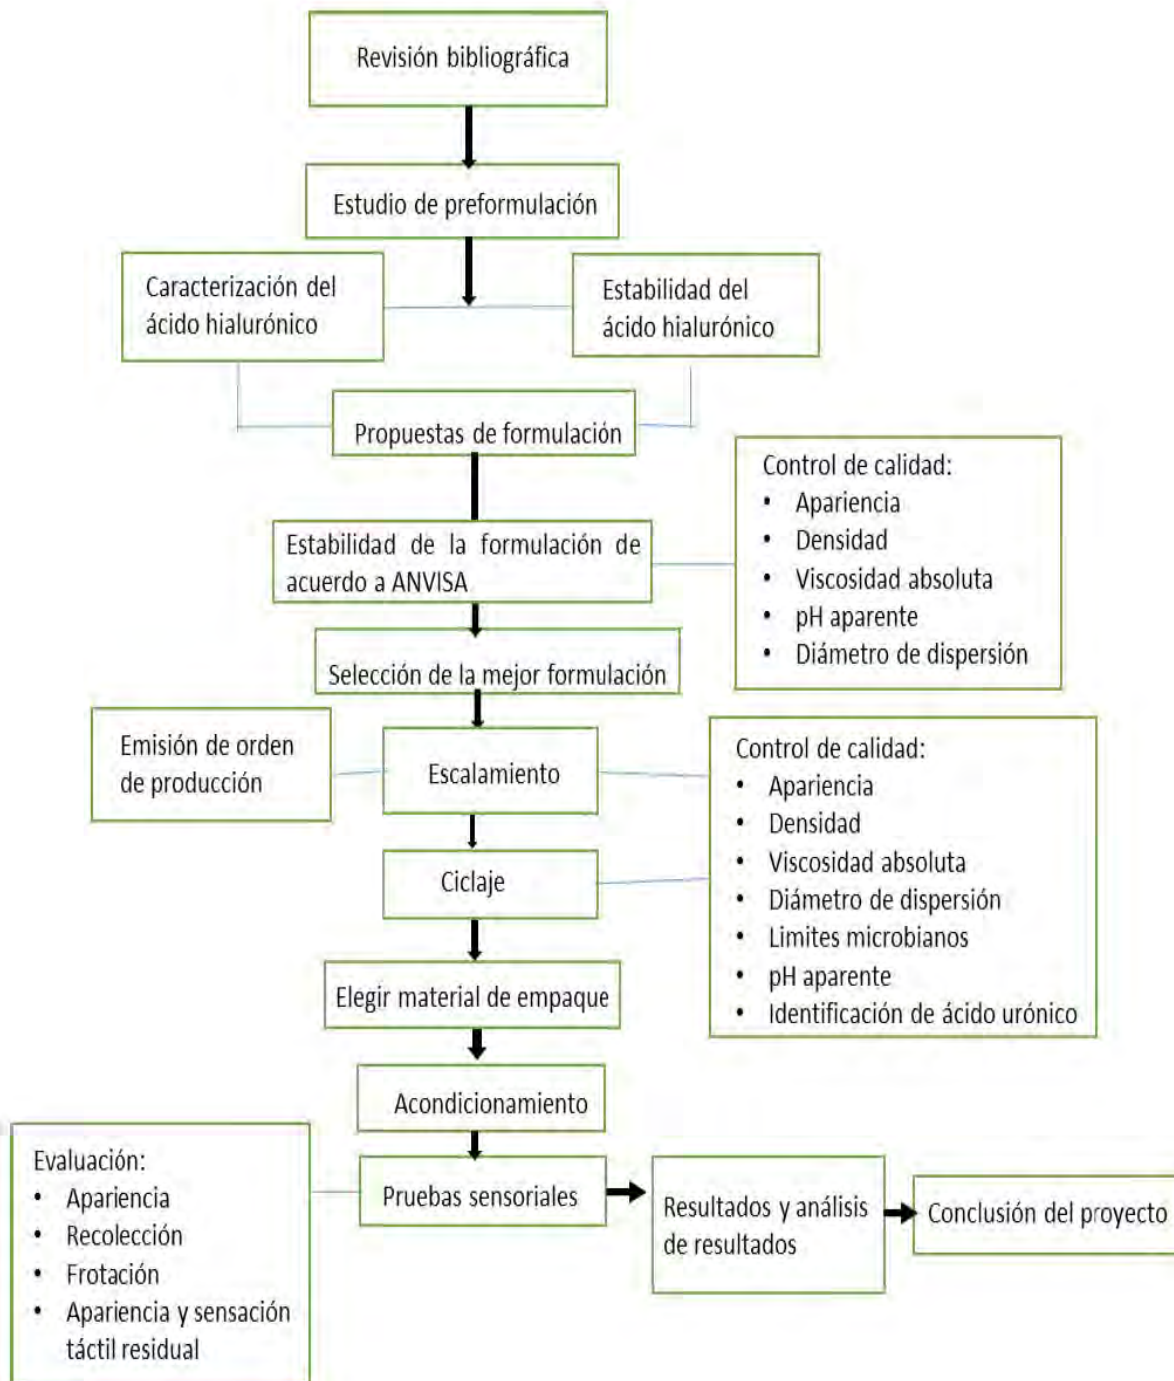 Revisión bibliográfica
Estudio de preformulación
Caracterización del
ácido hialurónico
Estabilidad del
ácido hialurónico
Propuestas de formulación
Control de calidad:
• Apariencia
• Densidad
• Viscosidad absoluta
• pH aparente
• Diámetro de dispersión
Estabilidad de la formulación de
acuerdo a ANVISA
Selección de la mejor formulación
Emisión de orden
de producción
Escalamiento
Control de calidad:
• Apariencia
• Densidad
• Viscosidad absoluta
• Diámetro de dispersión
• Limites microbianos
• pH aparente
• Identificación de ácido urónico
Ciclaje
Elegir material de empaque
Acondicionamiento
Evaluación:
• Apariencia
• Recolección
• Frotación
• Apariencia y sensación
táctil residual
Pruebas sensoriales
Resultados y análisis
de resultados
Conclusión del proyecto